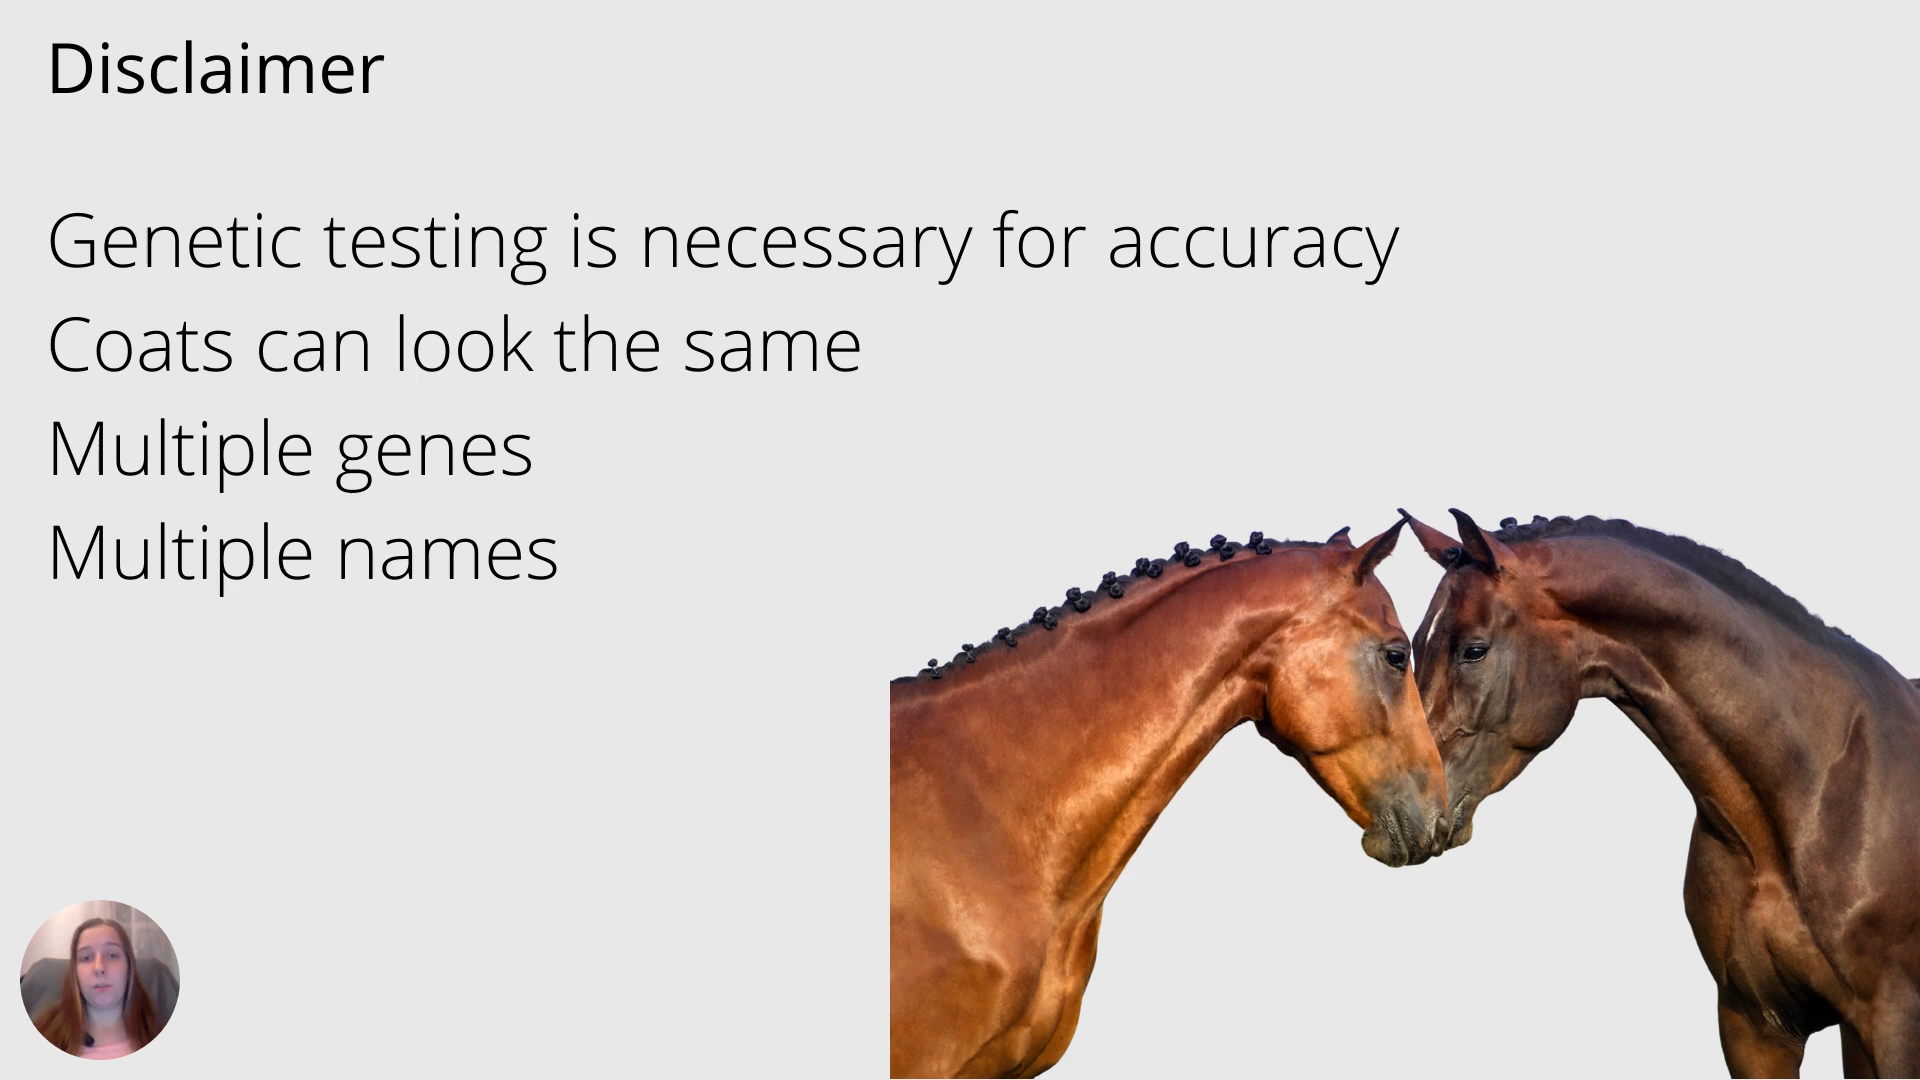 Disclaimer
Genetic testing is necessary for accuracy
Coats can look the same
Multiple genes
Multiple names